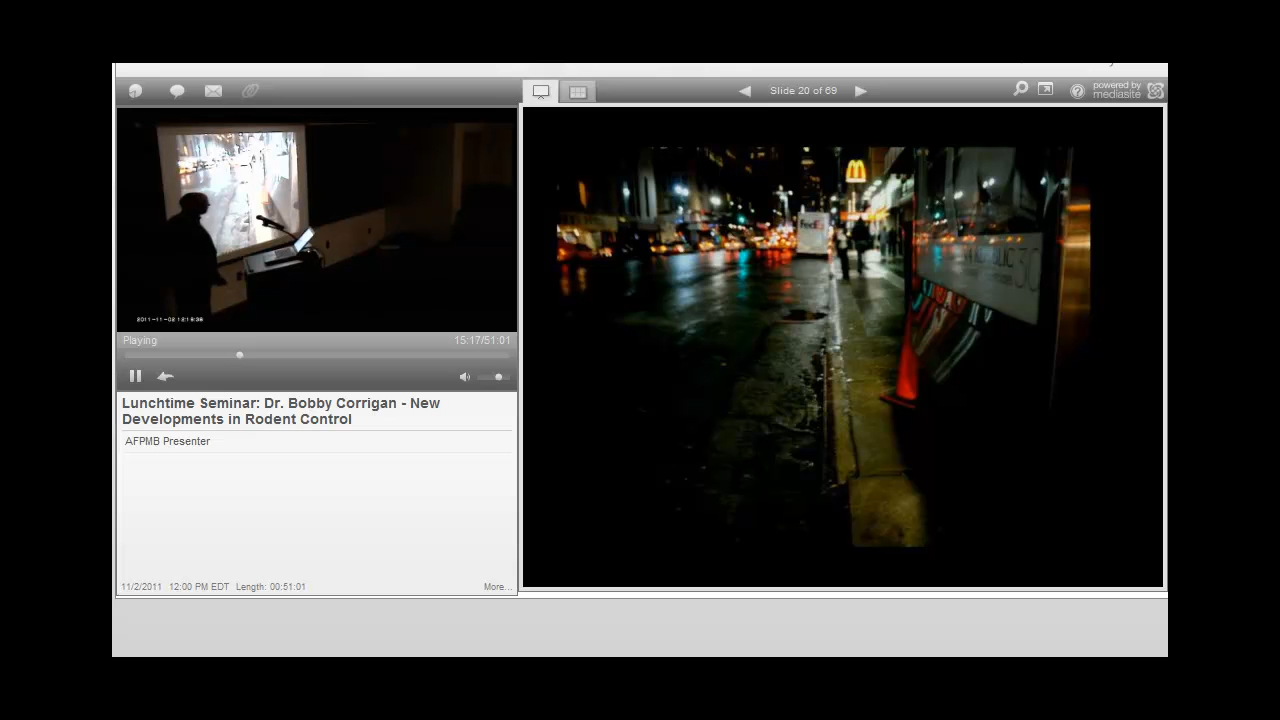 Slide 20 of 69
powered by
mediasite
FedEx
2011-11-02 12:18:36
Playing
15:17/51:01
Lunchtime Seminar: Dr. Bobby Corrigan - New
Developments in Rodent Control
AFPMB Presenter
11/2/2011 12:00 PM EDT Length: 00:51:01
More...